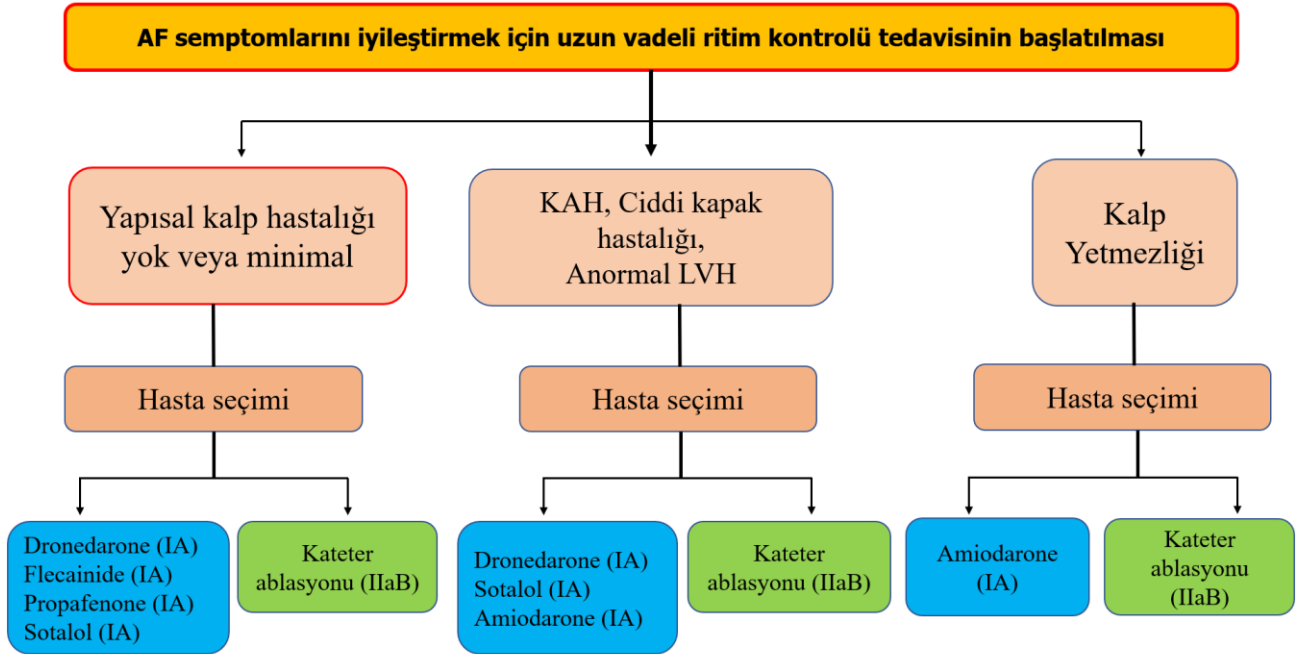 AF semptomlarını iyileştirmek için uzun vadeli ritim kontrolü tedavisinin başlatılması
Yapısal kalp hastalığı
yok veya minimal
KAH, Ciddi kapak
hastalığı,
Anormal LVH
Kalp
Yetmezliği
Hasta seçimi
Hasta seçimi
Hasta seçimi
Dronedarone (IA)
Flecainide (IA)
Propafenone (IA)
Sotalol (IA)
Kateter
ablasyonu (IIaB)
Dronedarone (IA)
Sotalol (IA)
Amiodarone (IA)
Kateter
ablasyonu (IIaB)
Amiodarone
(IA)
Kateter
ablasyonu
(IIaB)